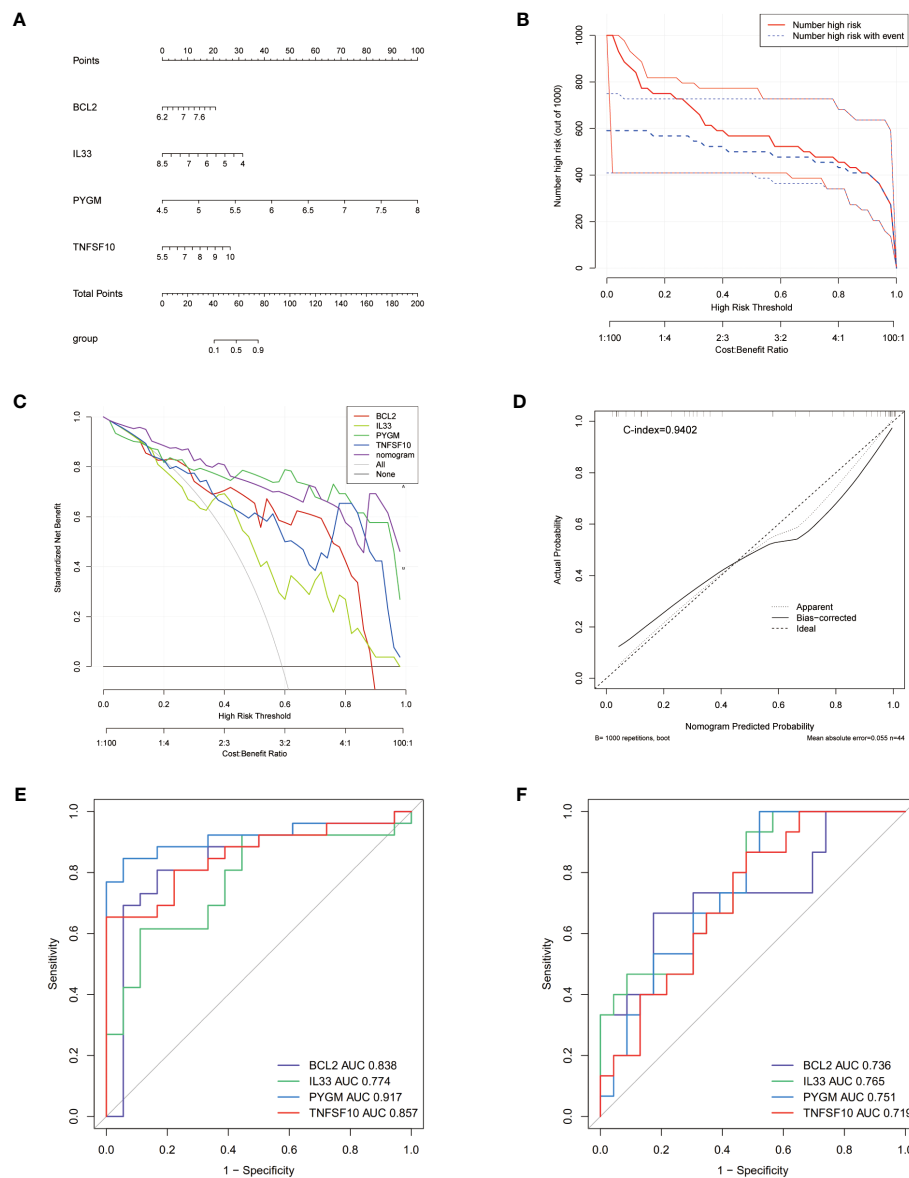 A
Points
0 10 20 30 40 50 60 70 80 90 100
BCL2
6.2 7 7.6
IL33
8.5 7 6 5 4
PYGM
4.5 5 5.5 6 6.5 7 7.5 8
TNFSF10
5.5 7 8 9 10
Total Points
0 20 40 60 80 100 120 140 160 180 200
group
0.1 0.5 0.9
B
Number high risk
Number high risk with event
Number high risk (out of 1000)
1000
800
600
400
200
0
0.0 0.2 0.4 0.6 0.8 1.0
High Risk Threshold
1:100 1:4 2:3 3:2 4:1 100:1
Cost:Benefit Ratio
C
BCL2
IL33
PYGM
TNFSF10
nomogram
All
None
Standardized Net Benefit
1.0
0.8
0.6
0.4
0.2
0.0
0.0 0.2 0.4 0.6 0.8 1.0
High Risk Threshold
1:100 1:4 2:3 3:2 4:1 100:1
Cost:Benefit Ratio
D
C-index=0.9402
Actual Probability
1.0
0.8
0.6
0.4
0.2
0.0
Apparent
Bias-corrected
Ideal
0.0 0.2 0.4 0.6 0.8 1.0
Nomogram Predicted Probability
B= 1000 repetitions, boot
Mean absolute error=0.055 n=44
E
Sensitivity
1.0
0.8
0.6
0.4
0.2
0.0
BCL2 AUC 0.838
IL33 AUC 0.774
PYGM AUC 0.917
TNFSF10 AUC 0.857
0.0 0.2 0.4 0.6 0.8 1.0
1 − Specificity
F
Sensitivity
1.0
0.8
0.6
0.4
0.2
0.0
BCL2 AUC 0.736
IL33 AUC 0.765
PYGM AUC 0.751
TNFSF10 AUC 0.719
0.0 0.2 0.4 0.6 0.8 1.0
1 − Specificity